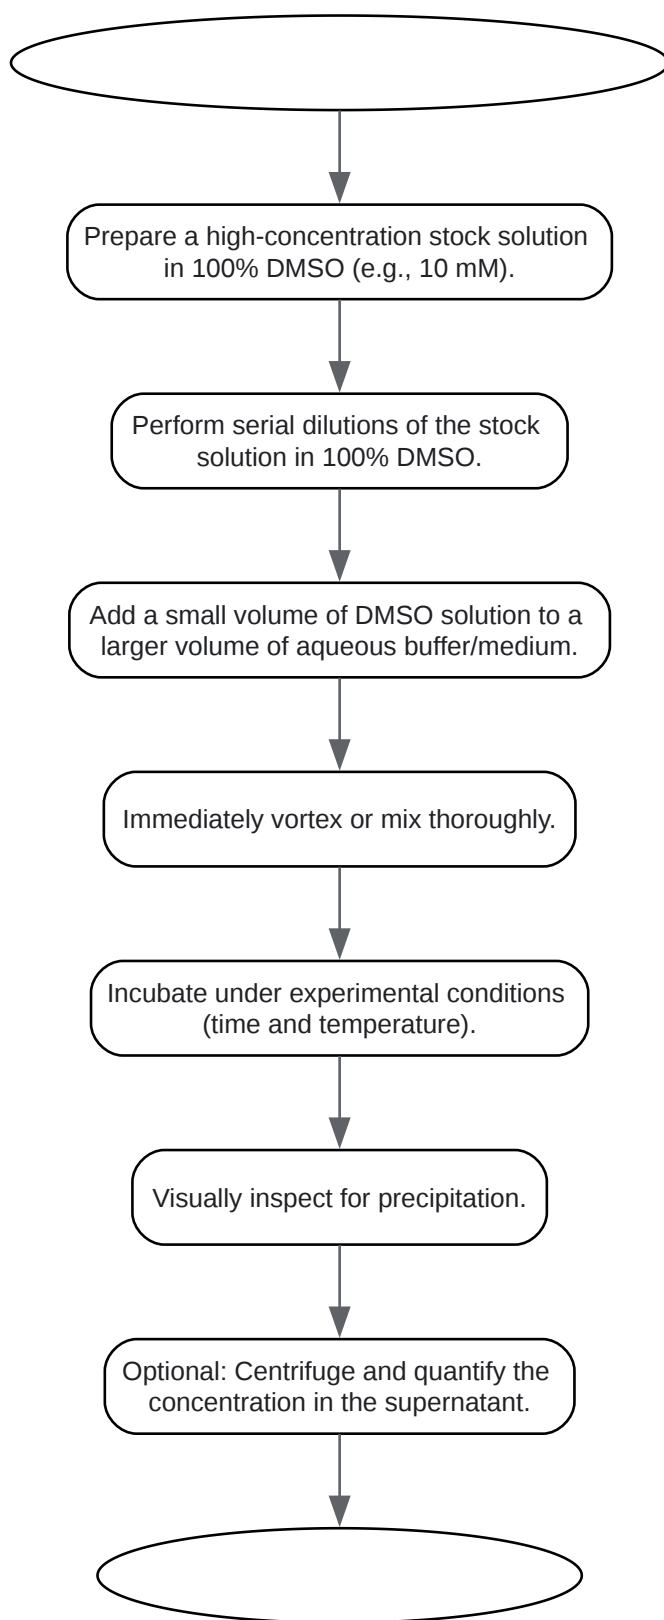 Prepare a high-concentration stock solution
in 100% DMSO (e.g., 10 mM).
Perform serial dilutions of the stock
solution in 100% DMSO.
Add a small volume of DMSO solution to a
larger volume of aqueous buffer/medium.
Immediately vortex or mix thoroughly.
Incubate under experimental conditions
(time and temperature).
Visually inspect for precipitation.
Optional: Centrifuge and quantify the
concentration in the supernatant.